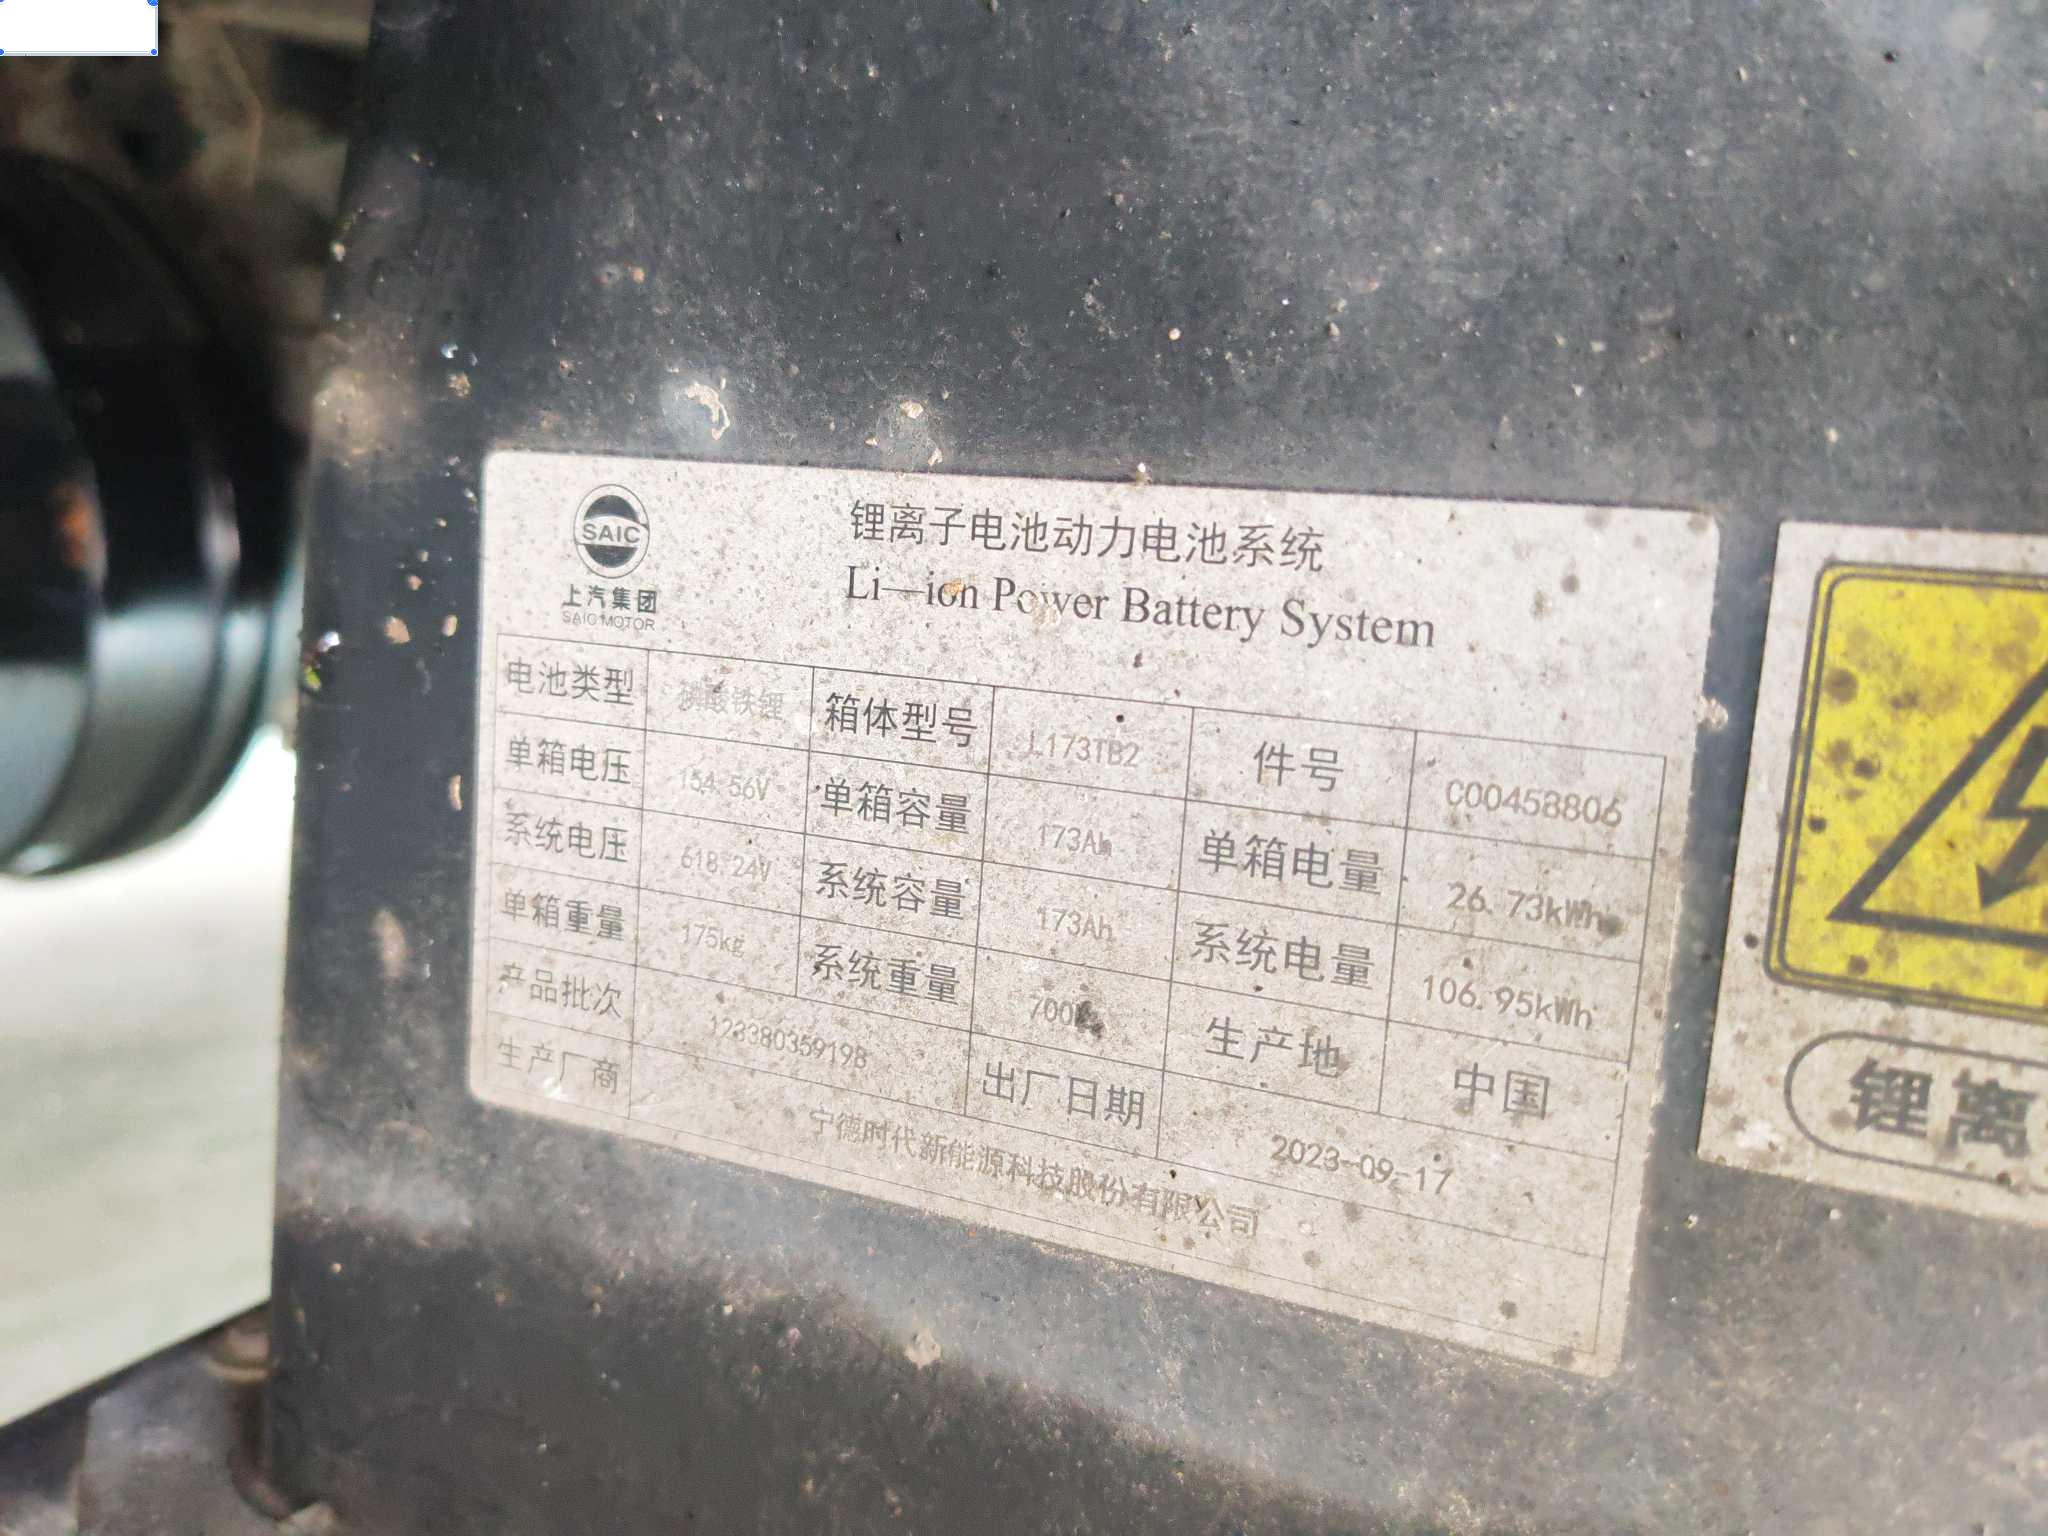 SAIC
上汽集团
SAIC MOTOR
锂离子电池动力电池系统
Li—ion Power Battery System
电池类型 磷酸铁锂 箱体型号 L173TB2 件号 C00458806
单箱电压 154.56V 单箱容量 173Ah 单箱电量 26.73kWh
系统电压 618.24V 系统容量 173Ah 系统电量 106.95kWh
单箱重量 175kg 系统重量 700kg 生产地 中国
产品批次 123380359198 出厂日期 2023-09-17
生产厂商 宁德时代新能源科技股份有限公司
锂离